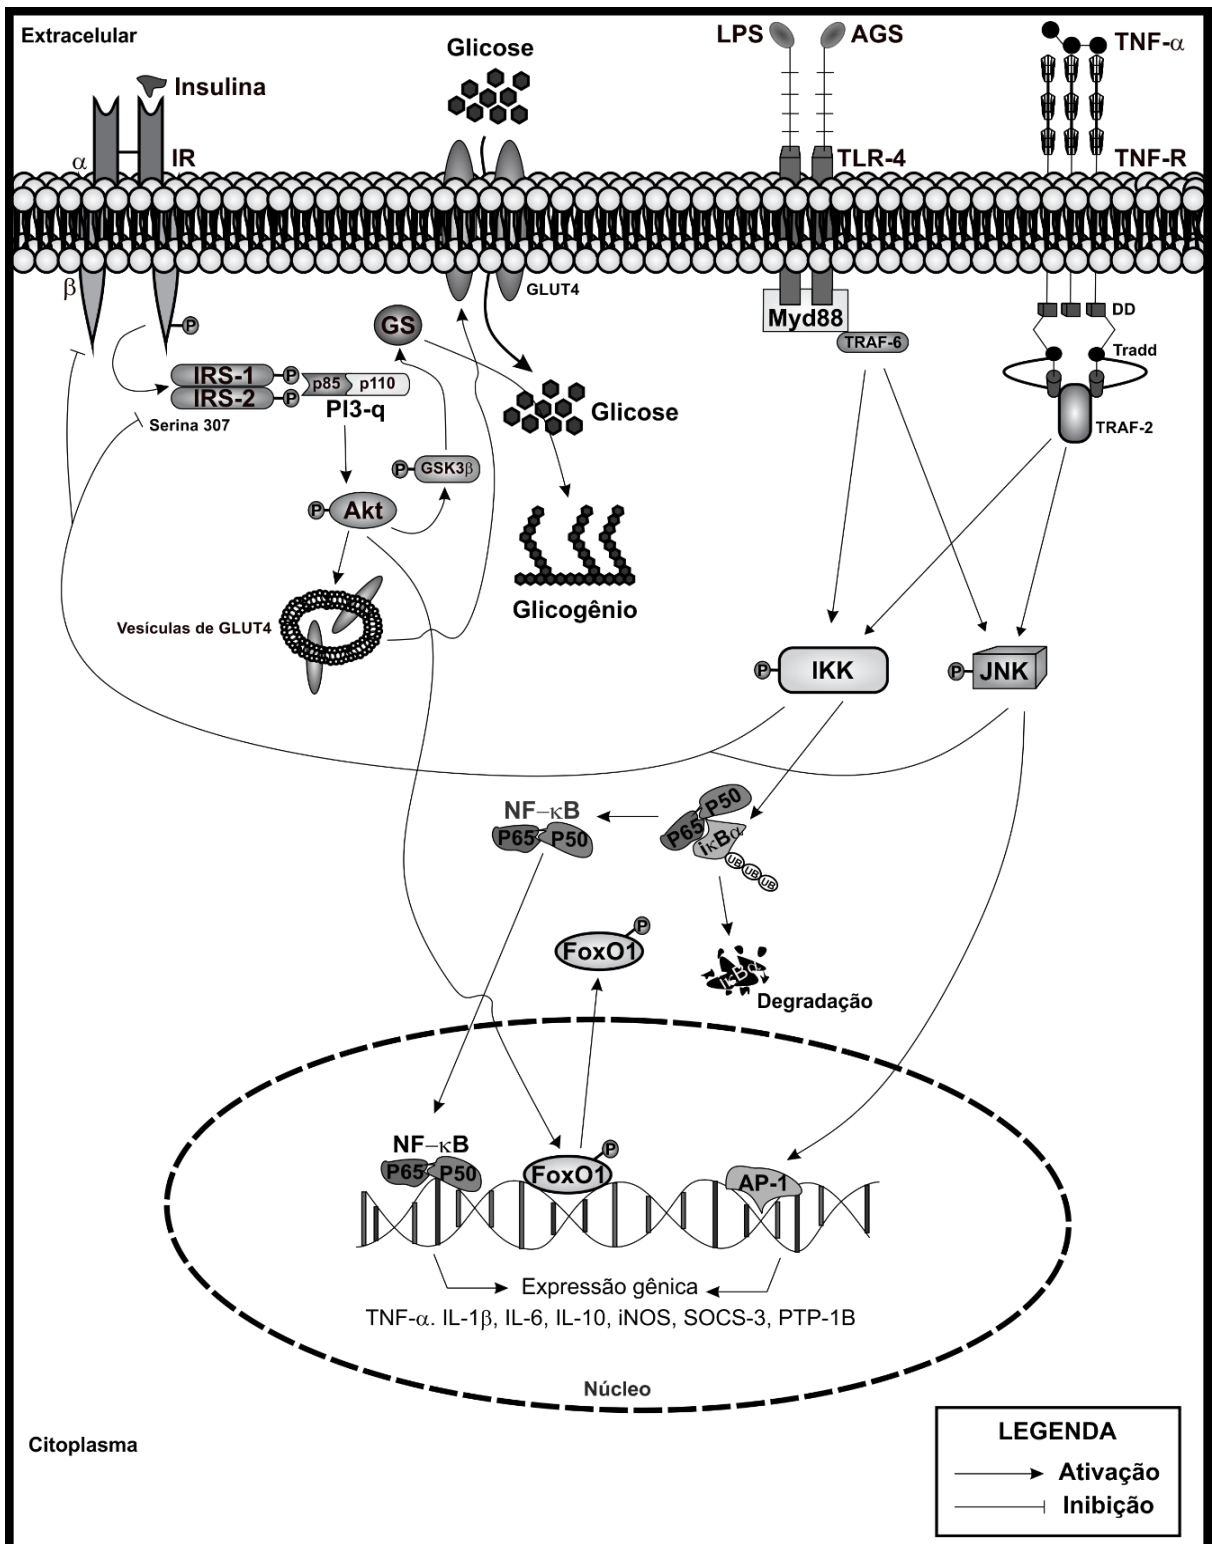 Extracelular
LPS
AGS
TNF-α
Glicose
Insulina
α
IR
TLR-4
TNF-R
β
GLUT4
P
GS
Myd88
DD
TRAF-6
Tradd
IRS-1
P
p85
p110
IRS-2
P
PI3-q
Glicose
Serina 307
TRAF-2
P
GSK3β
P
Akt
Glicogênio
Vesículas de GLUT4
P
IKK
P
JNK
NF–κB
P65
P50
P50
P65
iκBα
UB
UB
UB
P
FoxO1
iκBα
Degradação
NF–κB
P65
P50
P
FoxO1
AP-1
Expressão gênica
TNF-α. IL-1β, IL-6, IL-10, iNOS, SOCS-3, PTP-1B
Núcleo
Citoplasma
LEGENDA
Ativação
Inibição